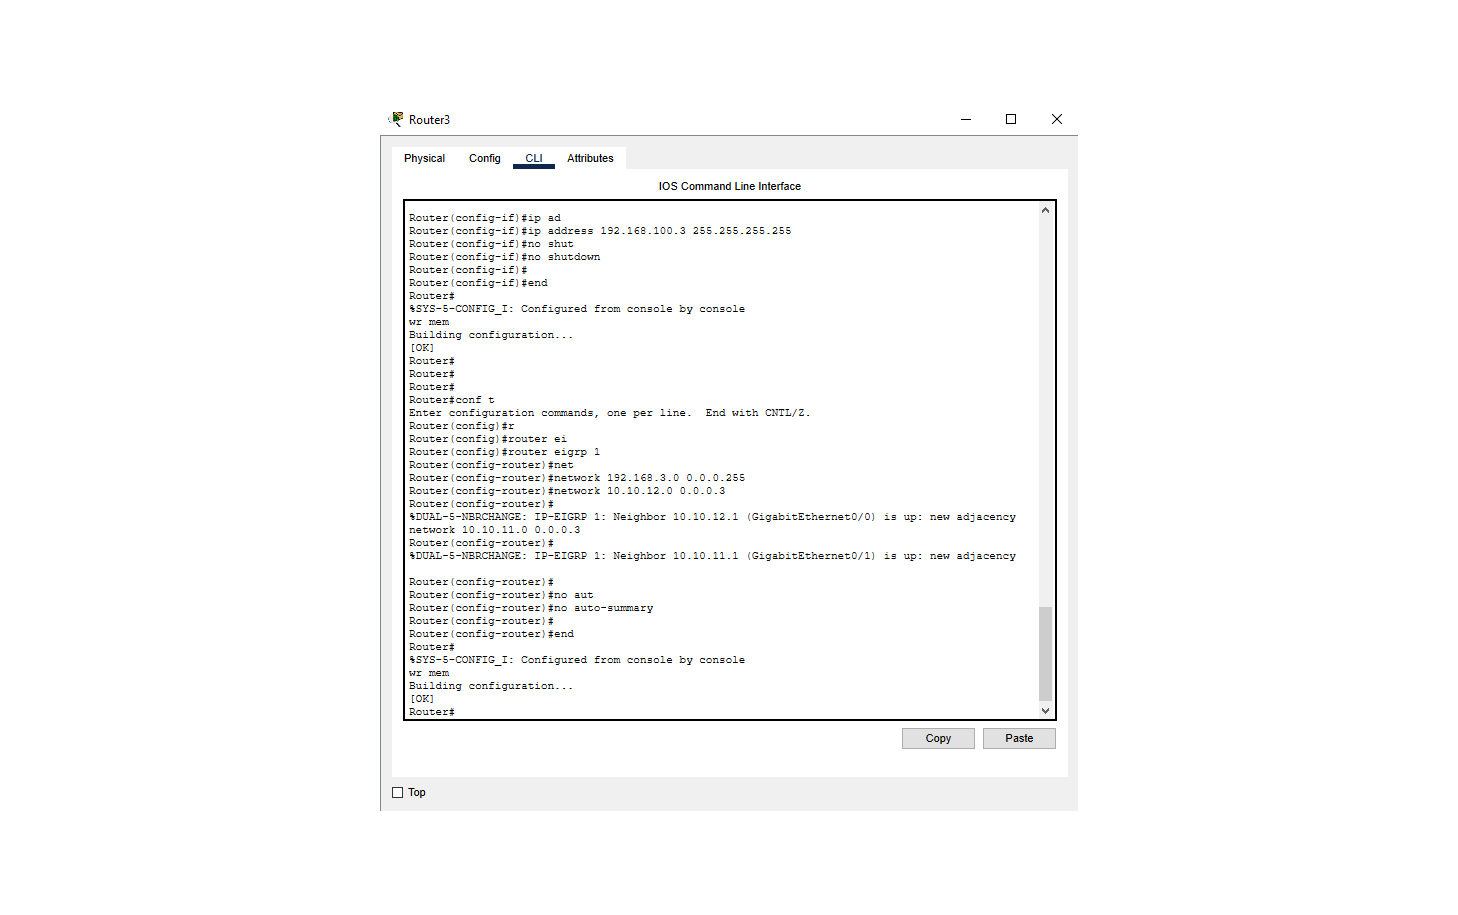 Router3
Physical Config CLI Attributes
IOS Command Line Interface
Router(config-if)#ip ad
Router(config-if)#ip address 192.168.100.3 255.255.255.255
Router(config-if)#no shut
Router(config-if)#no shutdown
Router(config-if)#
Router(config-if)#end
Router#
%SYS-5-CONFIG_I: Configured from console by console
wr mem
Building configuration...
[OK]
Router#
Router#
Router#
Router#conf t
Enter configuration commands, one per line.  End with CNTL/Z.
Router(config)#r
Router(config)#router ei
Router(config)#router eigrp 1
Router(config-router)#net
Router(config-router)#network 192.168.3.0 0.0.0.255
Router(config-router)#network 10.10.12.0 0.0.0.3
Router(config-router)#
%DUAL-5-NBRCHANGE: IP-EIGRP 1: Neighbor 10.10.12.1 (GigabitEthernet0/0) is up: new adjacency
network 10.10.11.0 0.0.0.3
Router(config-router)#
%DUAL-5-NBRCHANGE: IP-EIGRP 1: Neighbor 10.10.11.1 (GigabitEthernet0/1) is up: new adjacency
Router(config-router)#
Router(config-router)#no aut
Router(config-router)#no auto-summary
Router(config-router)#
Router(config-router)#end
Router#
%SYS-5-CONFIG_I: Configured from console by console
wr mem
Building configuration...
[OK]
Router#
Copy Paste
Top